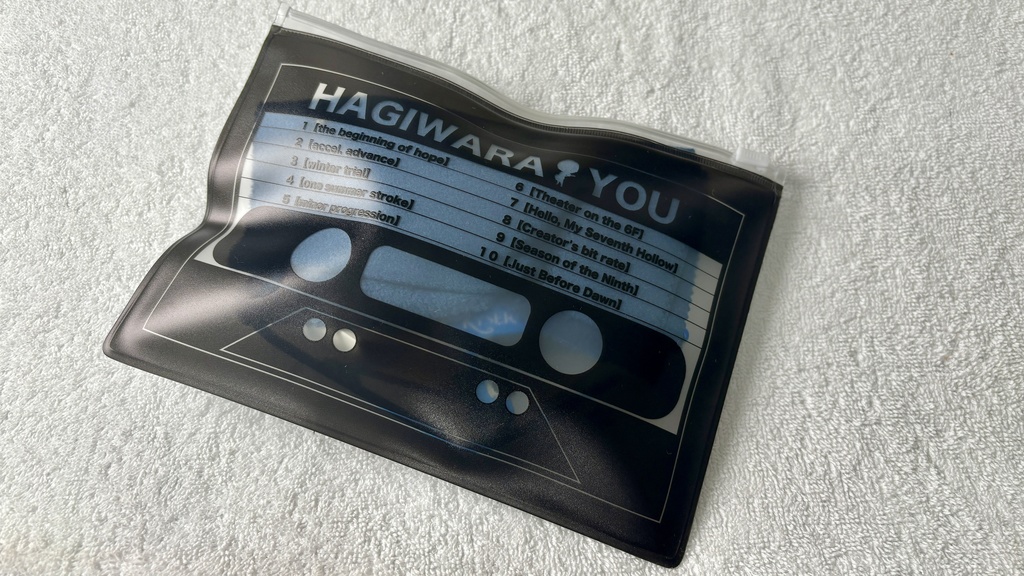 HAGIWARA YOU
1 [the beginning of hope]
2 [accel, advance]
3 [winter trial]
4 [one summer stroke]
5 [minor progression]
6 [Theater on the 6F]
7 [Hello, My Seventh Hollow]
8 [Creator's bit rate]
9 [Season of the Ninth]
10 [Just Before Dawn]